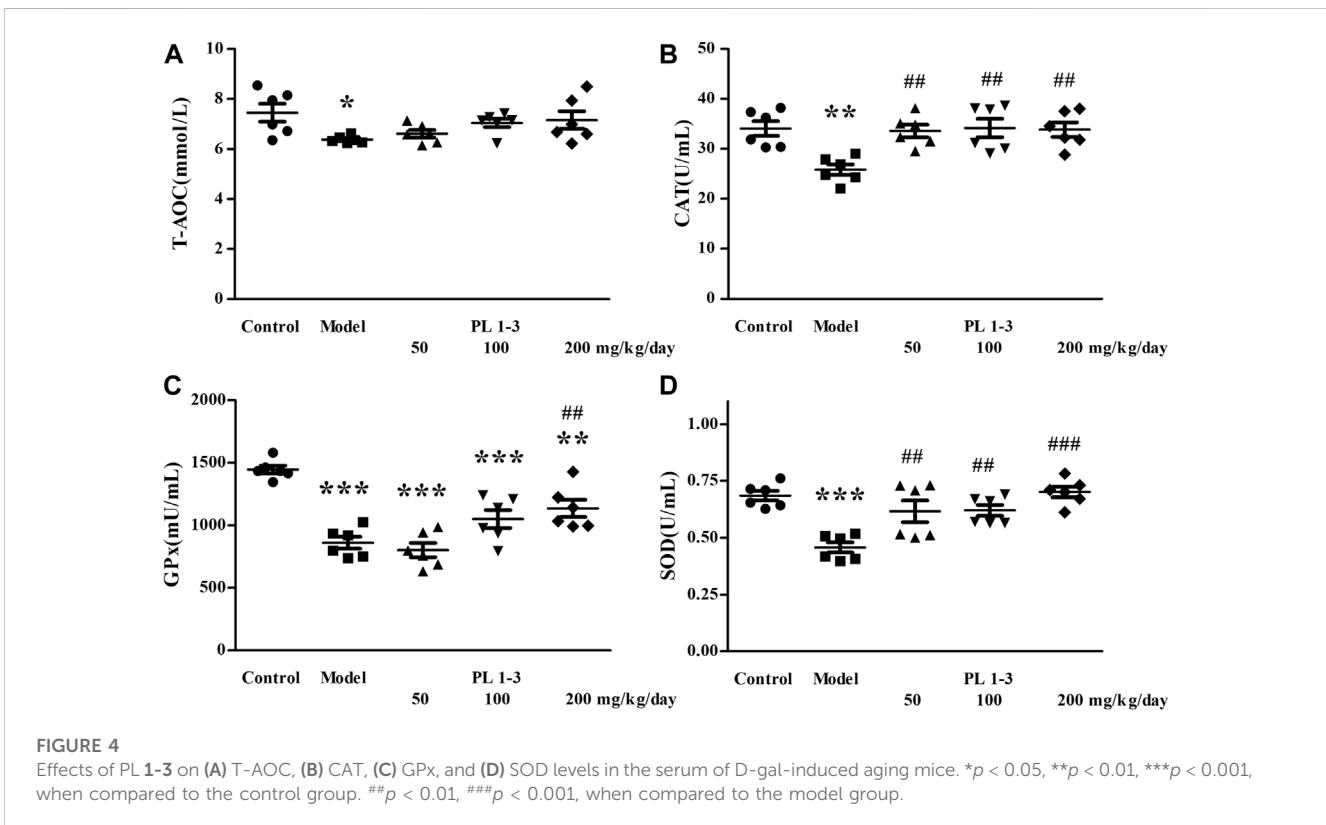 A
10
8
6
4
2
0
T-AOC(mmol/L)
*
Control Model PL 1-3
50 100 200 mg/kg/day
B
50
40
30
20
10
0
CAT(U/mL)
** ## ## ##
Control Model PL 1-3
50 100 200 mg/kg/day
C
2000
1500
1000
500
0
GPx(mU/mL)
##
*** *** *** **
Control Model PL 1-3
50 100 200 mg/kg/day
D
1.00
0.75
0.50
0.25
0.00
SOD(U/mL)
*** ## ## ###
Control Model PL 1-3
50 100 200 mg/kg/day
FIGURE 4
Effects of PL 1-3 on (A) T-AOC, (B) CAT, (C) GPx, and (D) SOD levels in the serum of D-gal-induced aging mice. *p < 0.05, **p < 0.01, ***p < 0.001,
when compared to the control group. ##p < 0.01, ###p < 0.001, when compared to the model group.